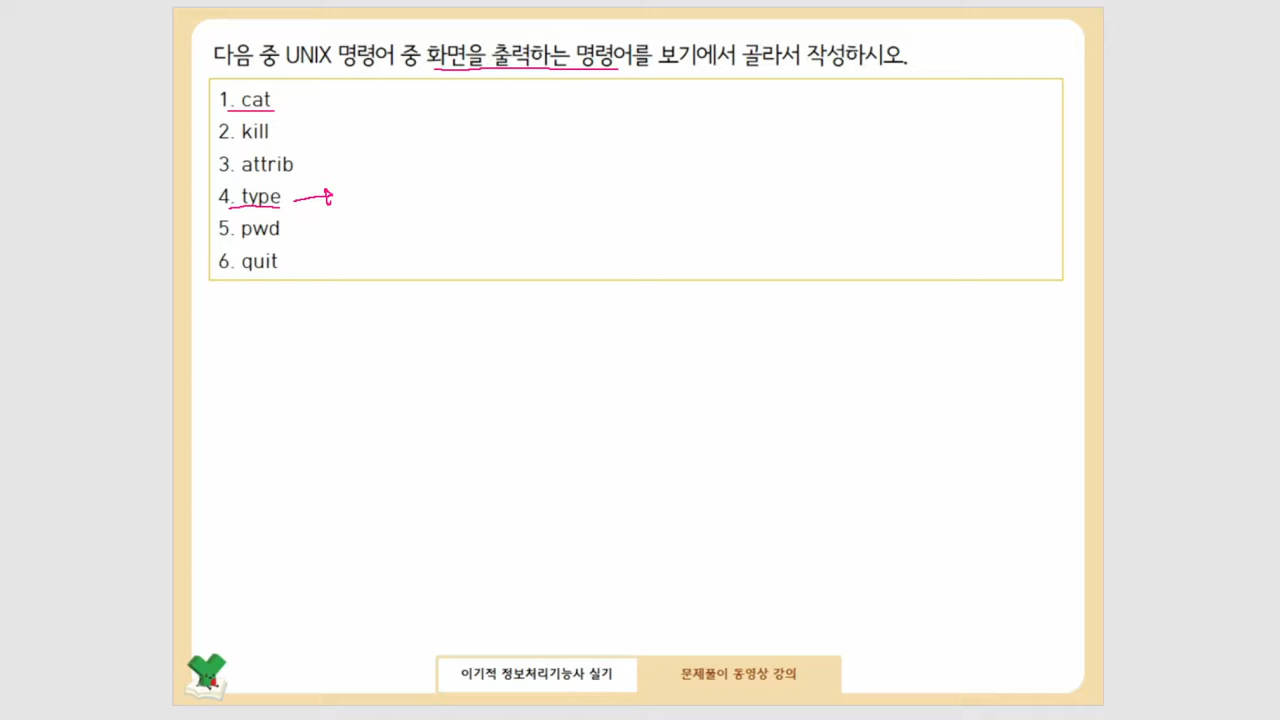 다음 중 UNIX 명령어 중 화면을 출력하는 명령어를 보기에서 골라서 작성하시오.
1. cat
2. kill
3. attrib
4. type
5. pwd
6. quit
이기적 정보처리기능사 실기
문제풀이 동영상 강의